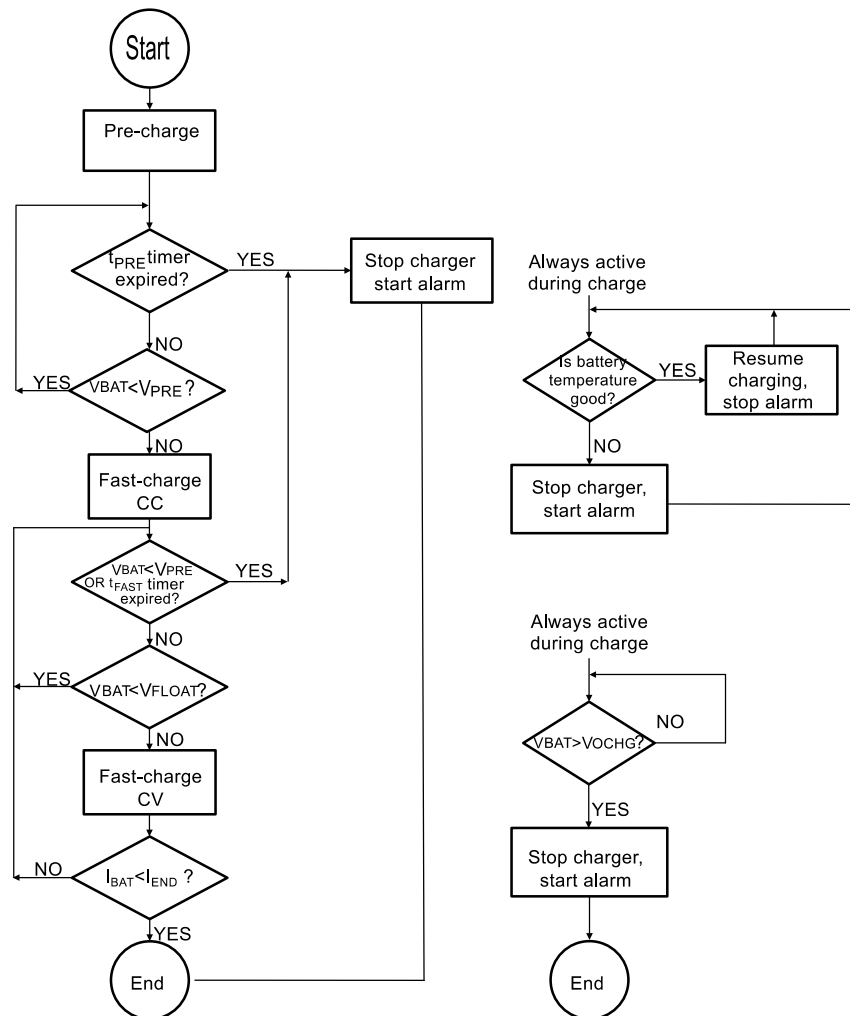 Start
Pre-charge
tPRE timer
expired?
YES
NO
VBAT<VPRE?
YES
NO
Fast-charge
CC
VBAT<VPRE
OR tFAST timer
expired?
YES
NO
VBAT<VFLOAT?
YES
NO
Fast-charge
CV
IBAT<IEND ?
NO
YES
End
Stop charger
start alarm
Always active
during charge
Is battery
temperature
good?
YES
Resume
charging,
stop alarm
NO
Stop charger,
start alarm
Always active
during charge
VBAT>VOCHG?
NO
YES
Stop charger,
start alarm
End